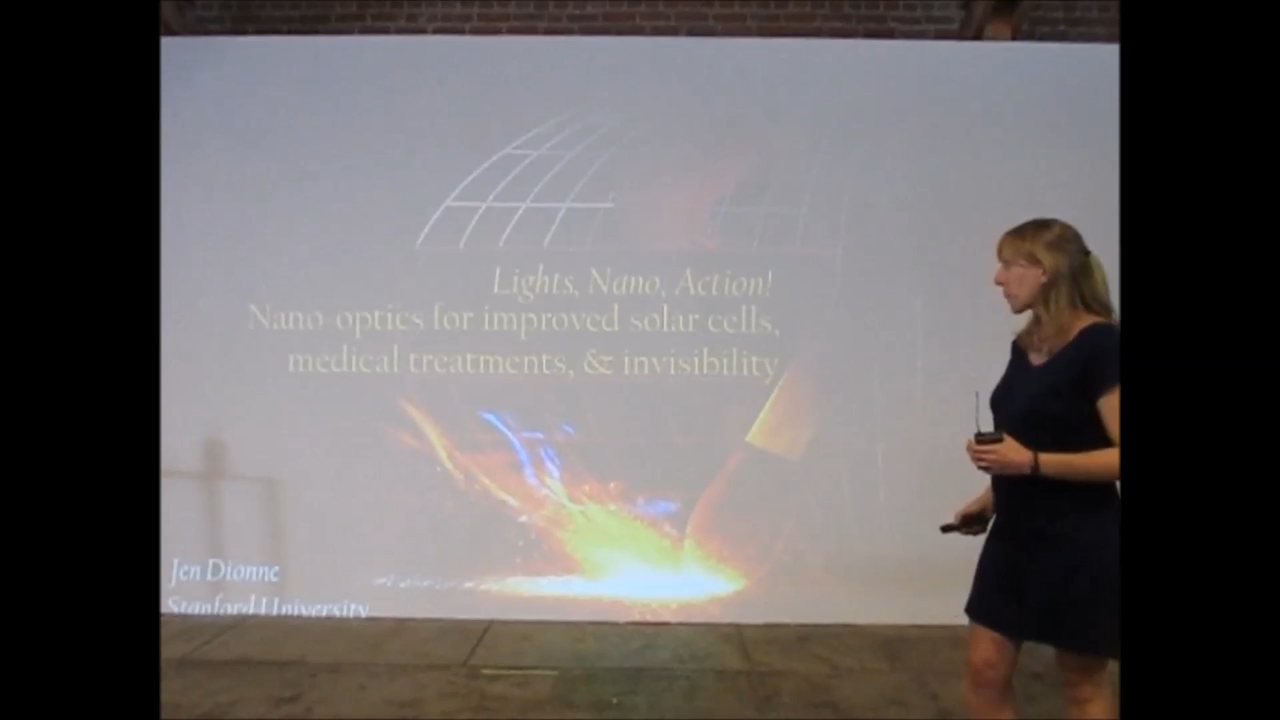 Lights, Nano, Action!
Nano-optics for improved solar cells,
medical treatments, & invisibility
Jen Dionne
Stanford University